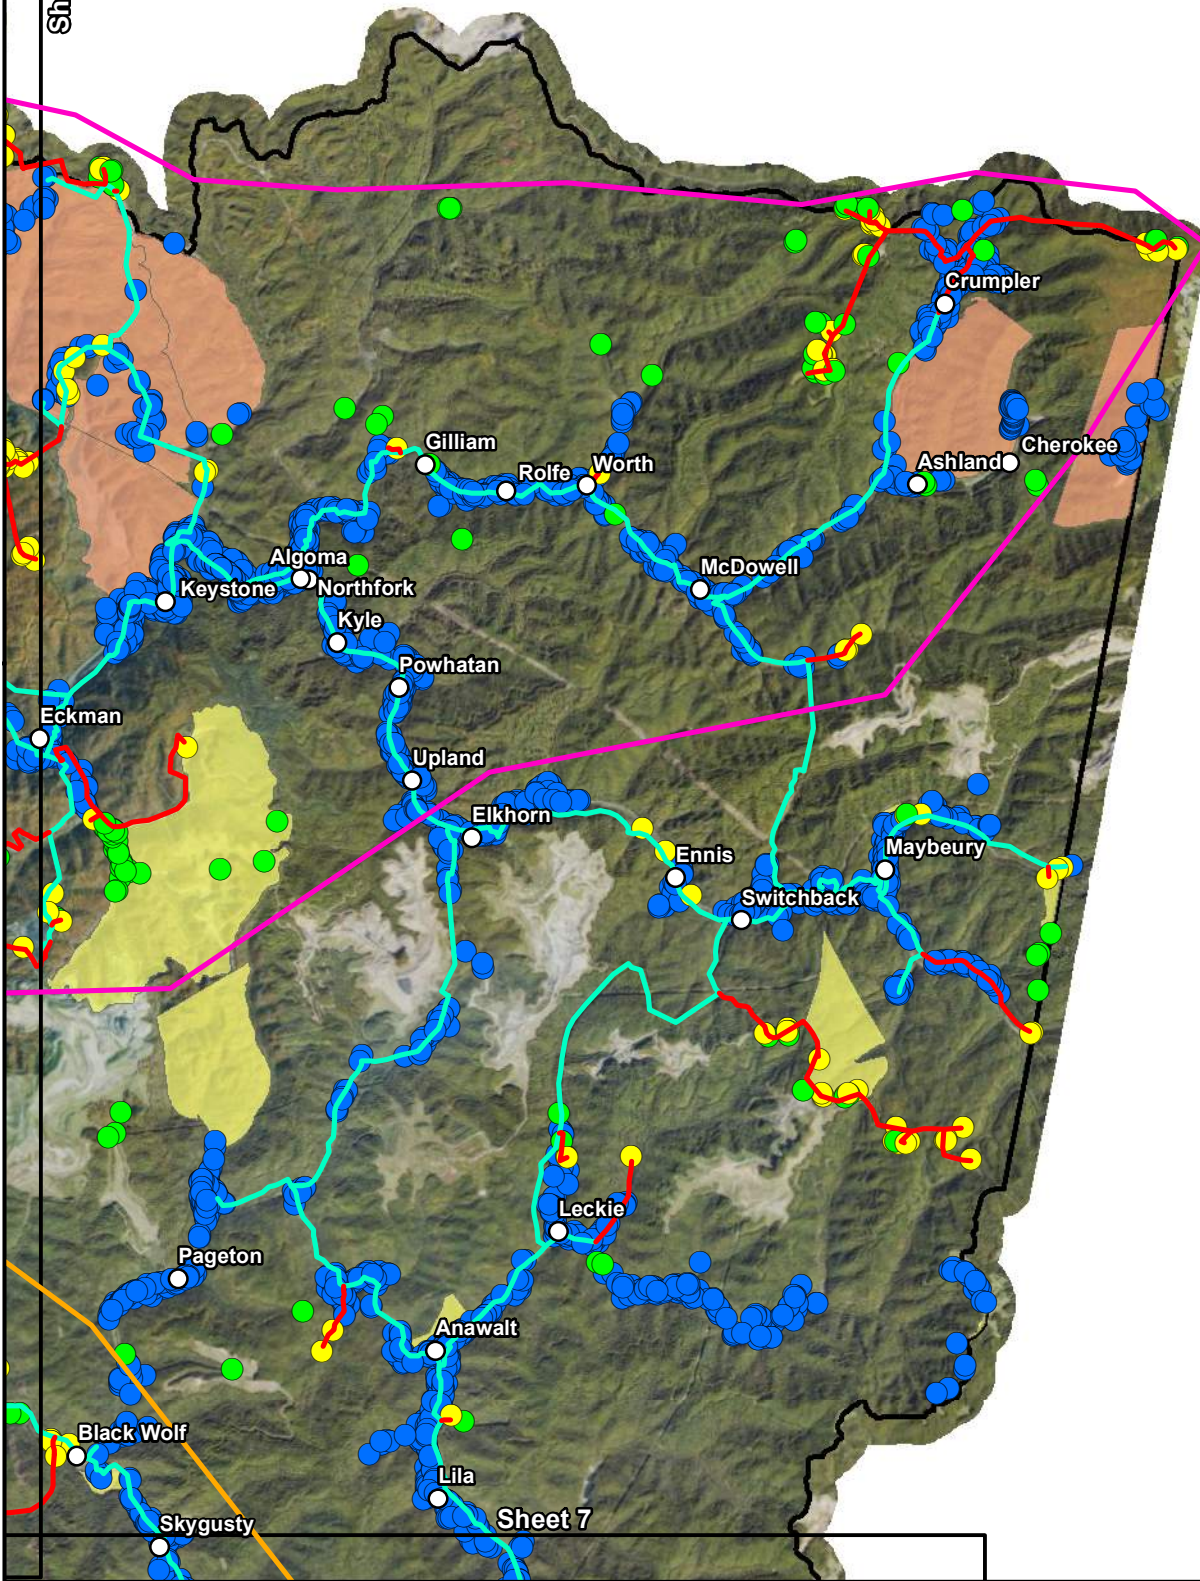 Sh
Crumpler
Gilliam
Cherokee
Worth
Ashland
Rolfe
Algoma
McDowell
Keystone
Northfork
Kyle
Powhatan
Eckman
Upland
Elkhorn
Maybeury
Ennis
Switchback
Leckie
Pageton
Anawalt
Black Wolf
Lila
Sheet 7
Skygusty